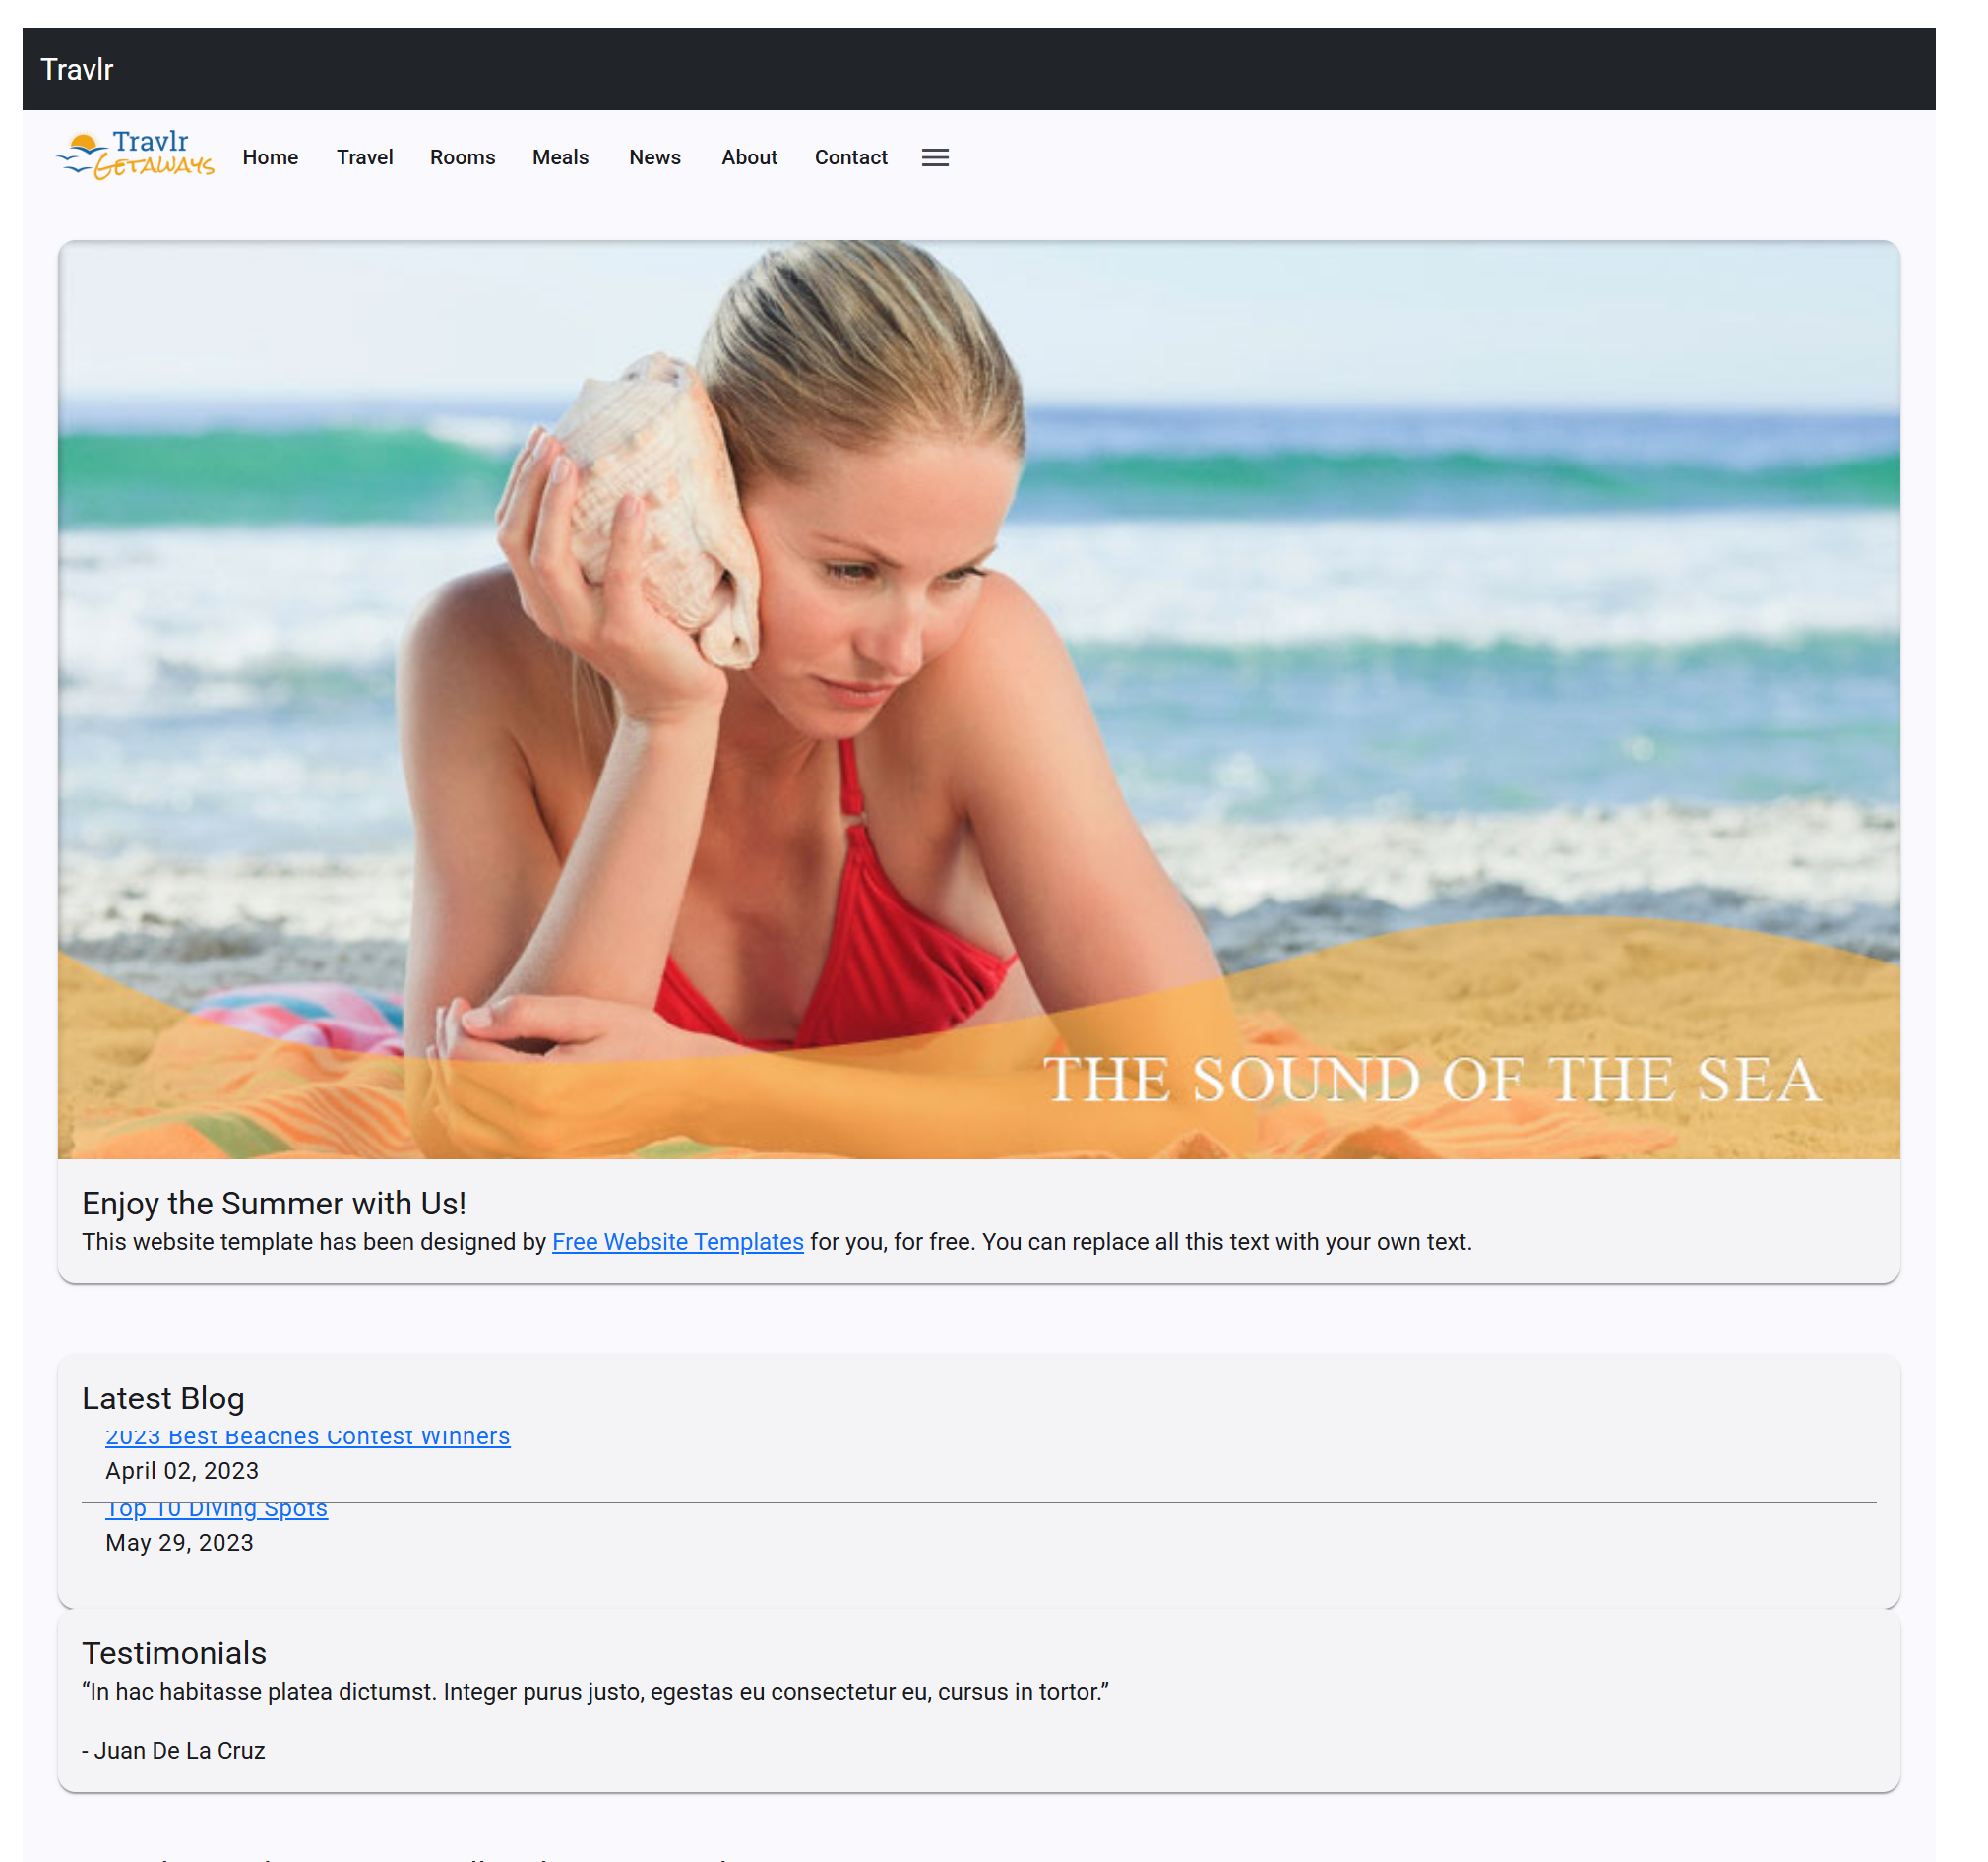 Travlr
Travlr
GETAWAYS
Home Travel Rooms Meals News About Contact
THE SOUND OF THE SEA
Enjoy the Summer with Us!
This website template has been designed by Free Website Templates for you, for free. You can replace all this text with your own text.
Latest Blog
2023 Best Beaches Contest Winners
April 02, 2023
Top 10 Diving Spots
May 29, 2023
Testimonials
“In hac habitasse platea dictumst. Integer purus justo, egestas eu consectetur eu, cursus in tortor.”
- Juan De La Cruz